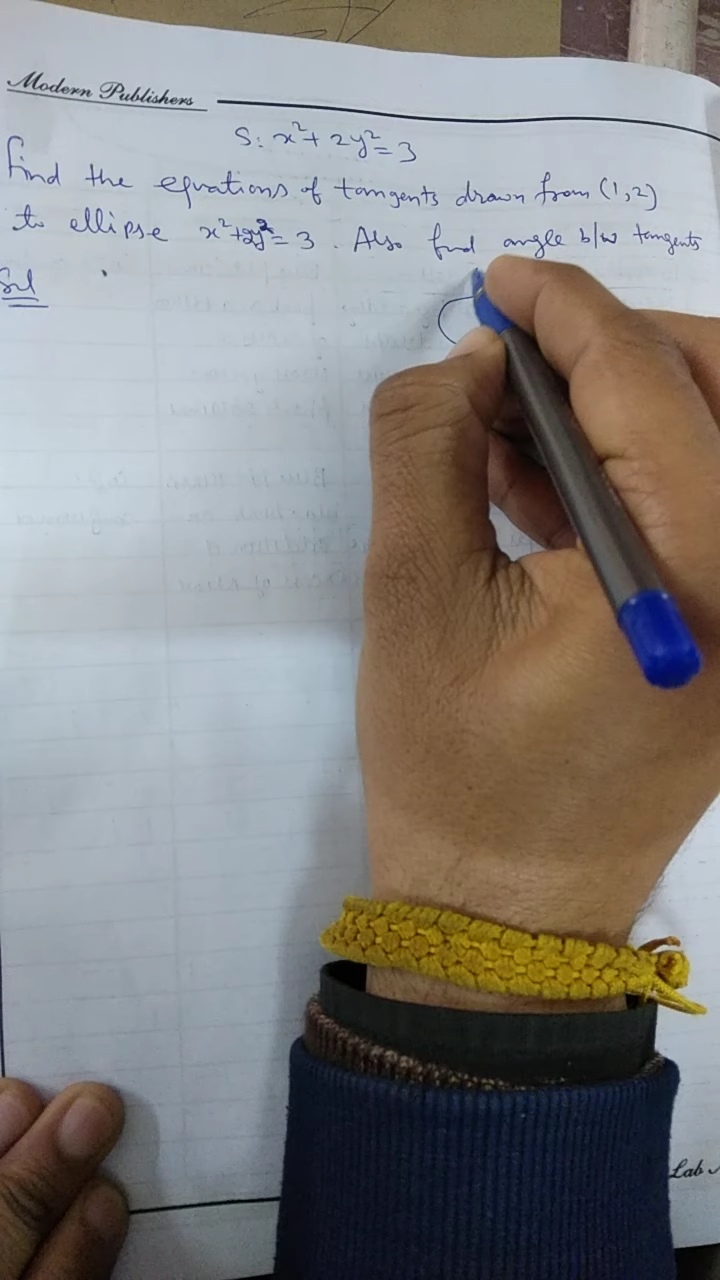 Modern Publishers
S: x²+ 2y²= 3
Find the equations of tangents drawn from (1,2)
to ellipse x²+2y²= 3 . Also find angle b/w tangents
Sol
Lab